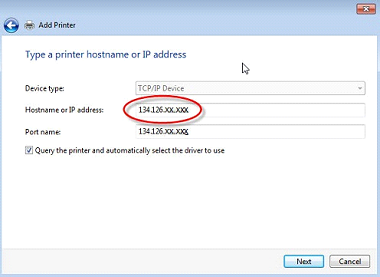 Add Printer
Type a printer hostname or IP address
Device type: TCP/IP Device
Hostname or IP address: 134.126.xx.xxx
Port name: 134.126.xx.xxx
Query the printer and automatically select the driver to use
Next Cancel